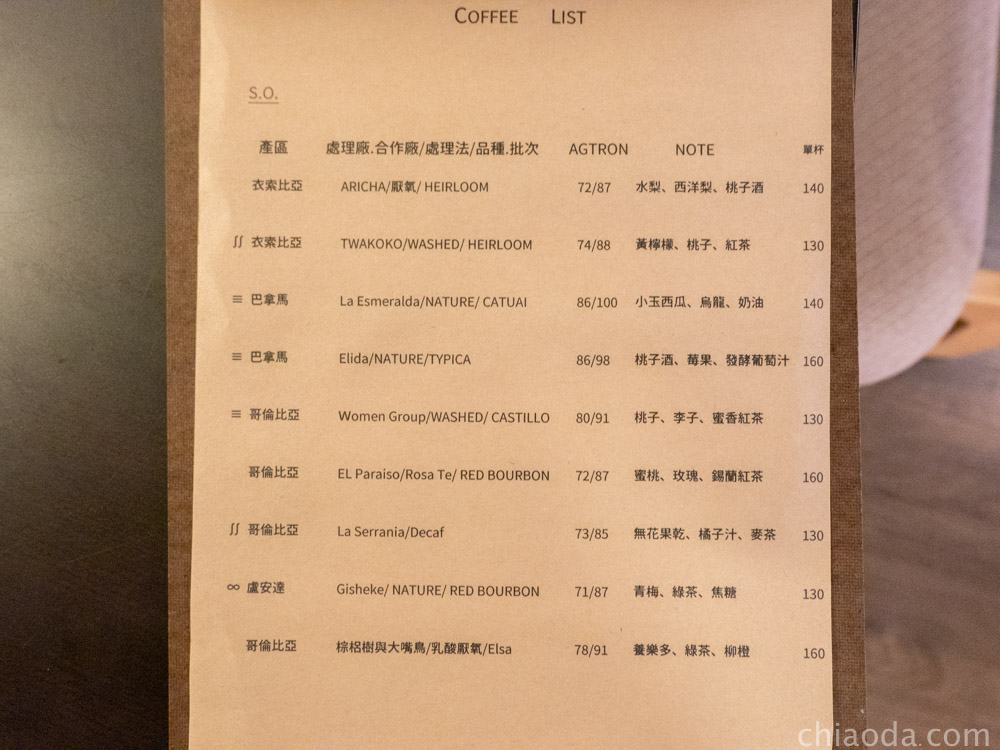 COFFEE LIST
S.O.
產區 處理廠.合作廠/處理法/品種.批次 AGTRON NOTE 單杯
衣索比亞 ARICHA/厭氧/ HEIRLOOM 72/87 水梨、西洋梨、桃子酒 140
∬ 衣索比亞 TWAKOKO/WASHED/ HEIRLOOM 74/88 黃檸檬、桃子、紅茶 130
≡ 巴拿馬 La Esmeralda/NATURE/ CATUAI 86/100 小玉西瓜、烏龍、奶油 140
≡ 巴拿馬 Elida/NATURE/TYPICA 86/98 桃子酒、莓果、發酵葡萄汁 160
≡ 哥倫比亞 Women Group/WASHED/ CASTILLO 80/91 桃子、李子、蜜香紅茶 130
哥倫比亞 EL Paraiso/Rosa Te/ RED BOURBON 72/87 蜜桃、玫瑰、錫蘭紅茶 160
∬ 哥倫比亞 La Serrania/Decaf 73/85 無花果乾、橘子汁、麥茶 130
∞ 盧安達 Gisheke/ NATURE/ RED BOURBON 71/87 青梅、綠茶、焦糖 130
哥倫比亞 棕梠樹與大嘴鳥/乳酸厭氧/Elsa 78/91 養樂多、綠茶、柳橙 160
chiaoda.com